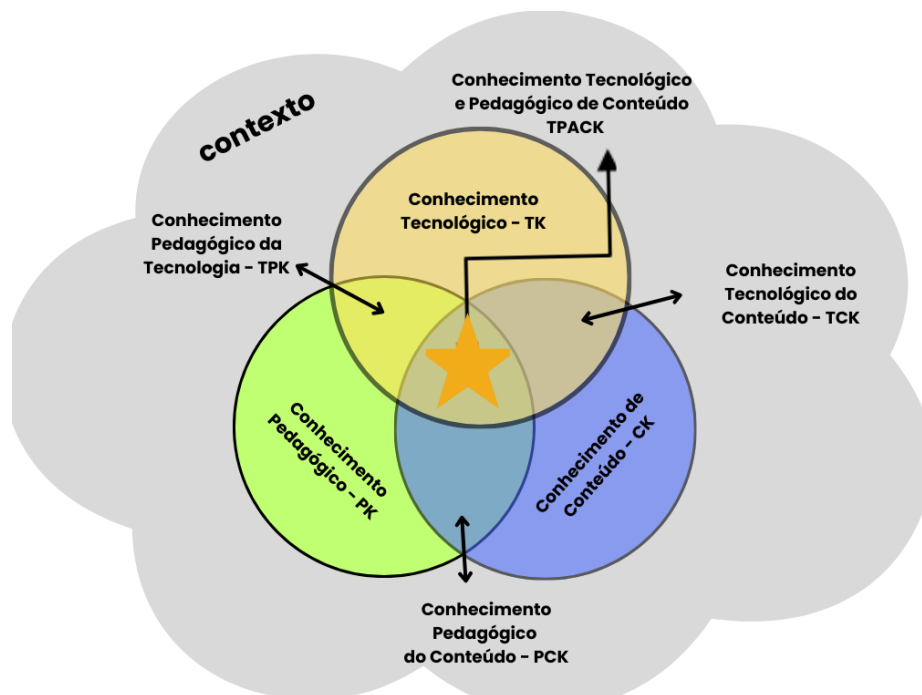 Conhecimento Tecnológico
e Pedagógico de Conteúdo
TPACK
contexto
Conhecimento
Tecnológico - TK
Conhecimento
Pedagógico da
Tecnologia - TPK
Conhecimento
Tecnológico do
Conteúdo - TCK
Conhecimento
Pedagógico - PK
Conhecimento de
Conteúdo - CK
Conhecimento
Pedagógico
do Conteúdo - PCK